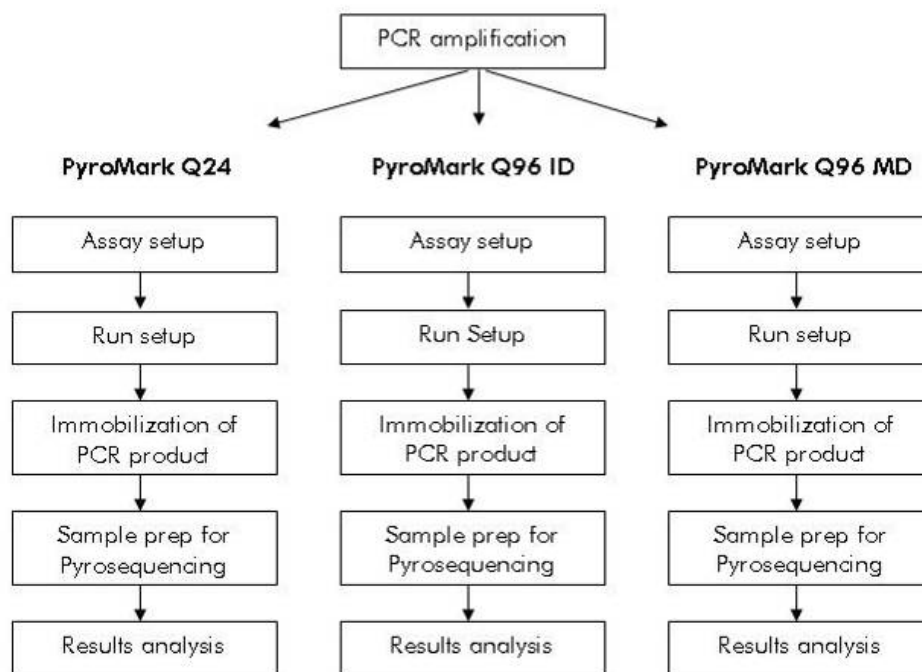 PCR amplification
PyroMark Q24
PyroMark Q96 ID
PyroMark Q96 MD
Assay setup
Assay setup
Assay setup
Run setup
Run Setup
Run setup
Immobilization of
PCR product
Immobilization of
PCR product
Immobilization of
PCR product
Sample prep for
Pyrosequencing
Sample prep for
Pyrosequencing
Sample prep for
Pyrosequencing
Results analysis
Results analysis
Results analysis